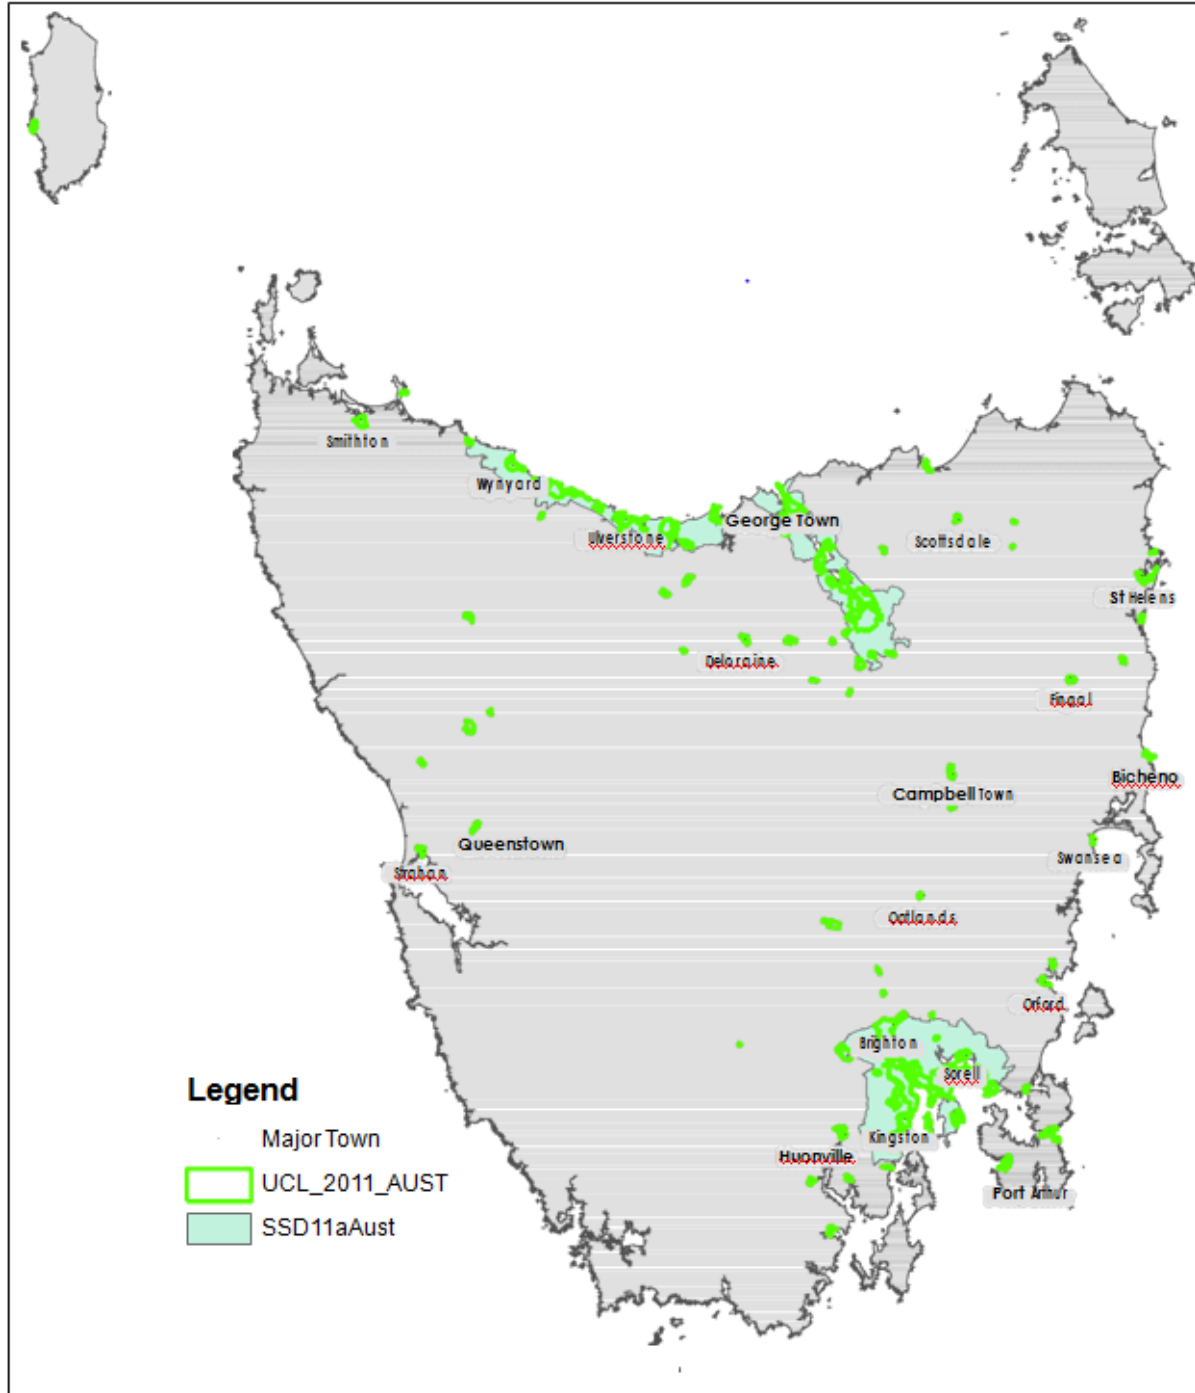 Smithton
Wynyard
George Town
Ulverstone
Scottsdale
St Helens
Deloraine
Fingal
Bicheno
Campbell Town
Queenstown
Swansea
Strahan
Oatlands
Orford
Brighton
Sorell
Kingston
Huonville
Port Arthur
Legend
Major Town
UCL_2011_AUST
SSD11aAust